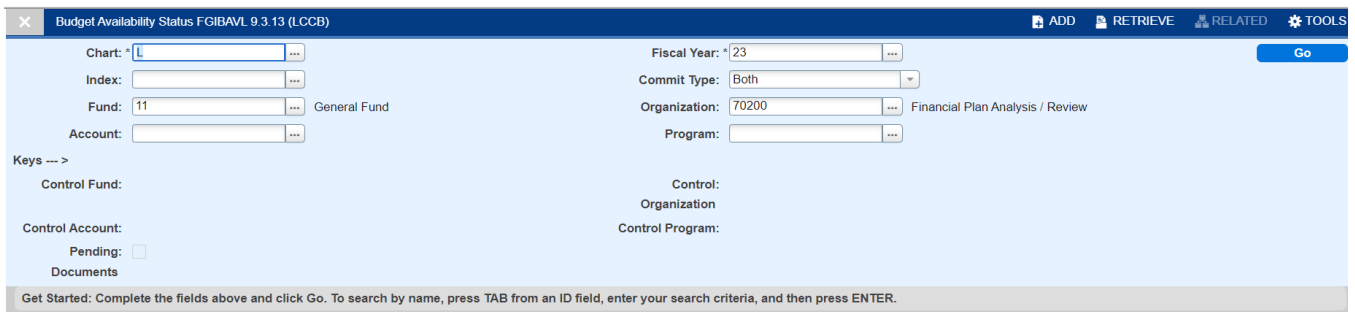 Budget Availability Status FGIBAVL 9.3.13 (LCCB) ADD RETRIEVE RELATED TOOLS
Chart: * L ... Fiscal Year: * 23 ... Go
Index: ... Commit Type: Both
Fund: 11 ... General Fund Organization: 70200 ... Financial Plan Analysis / Review
Account: ... Program: ...
Keys --- >
Control Fund: Control:
Organization
Control Account: Control Program:
Pending:
Documents
Get Started: Complete the fields above and click Go. To search by name, press TAB from an ID field, enter your search criteria, and then press ENTER.